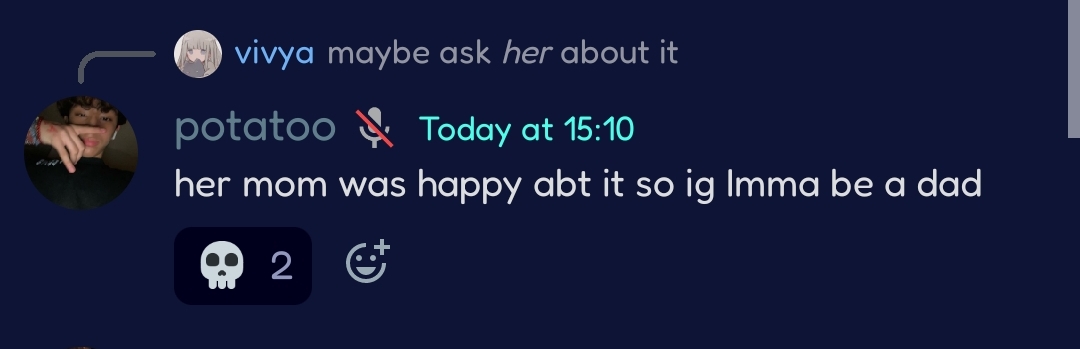 vivya maybe ask her about it
potatoo Today at 15:10
her mom was happy abt it so ig Imma be a dad
2